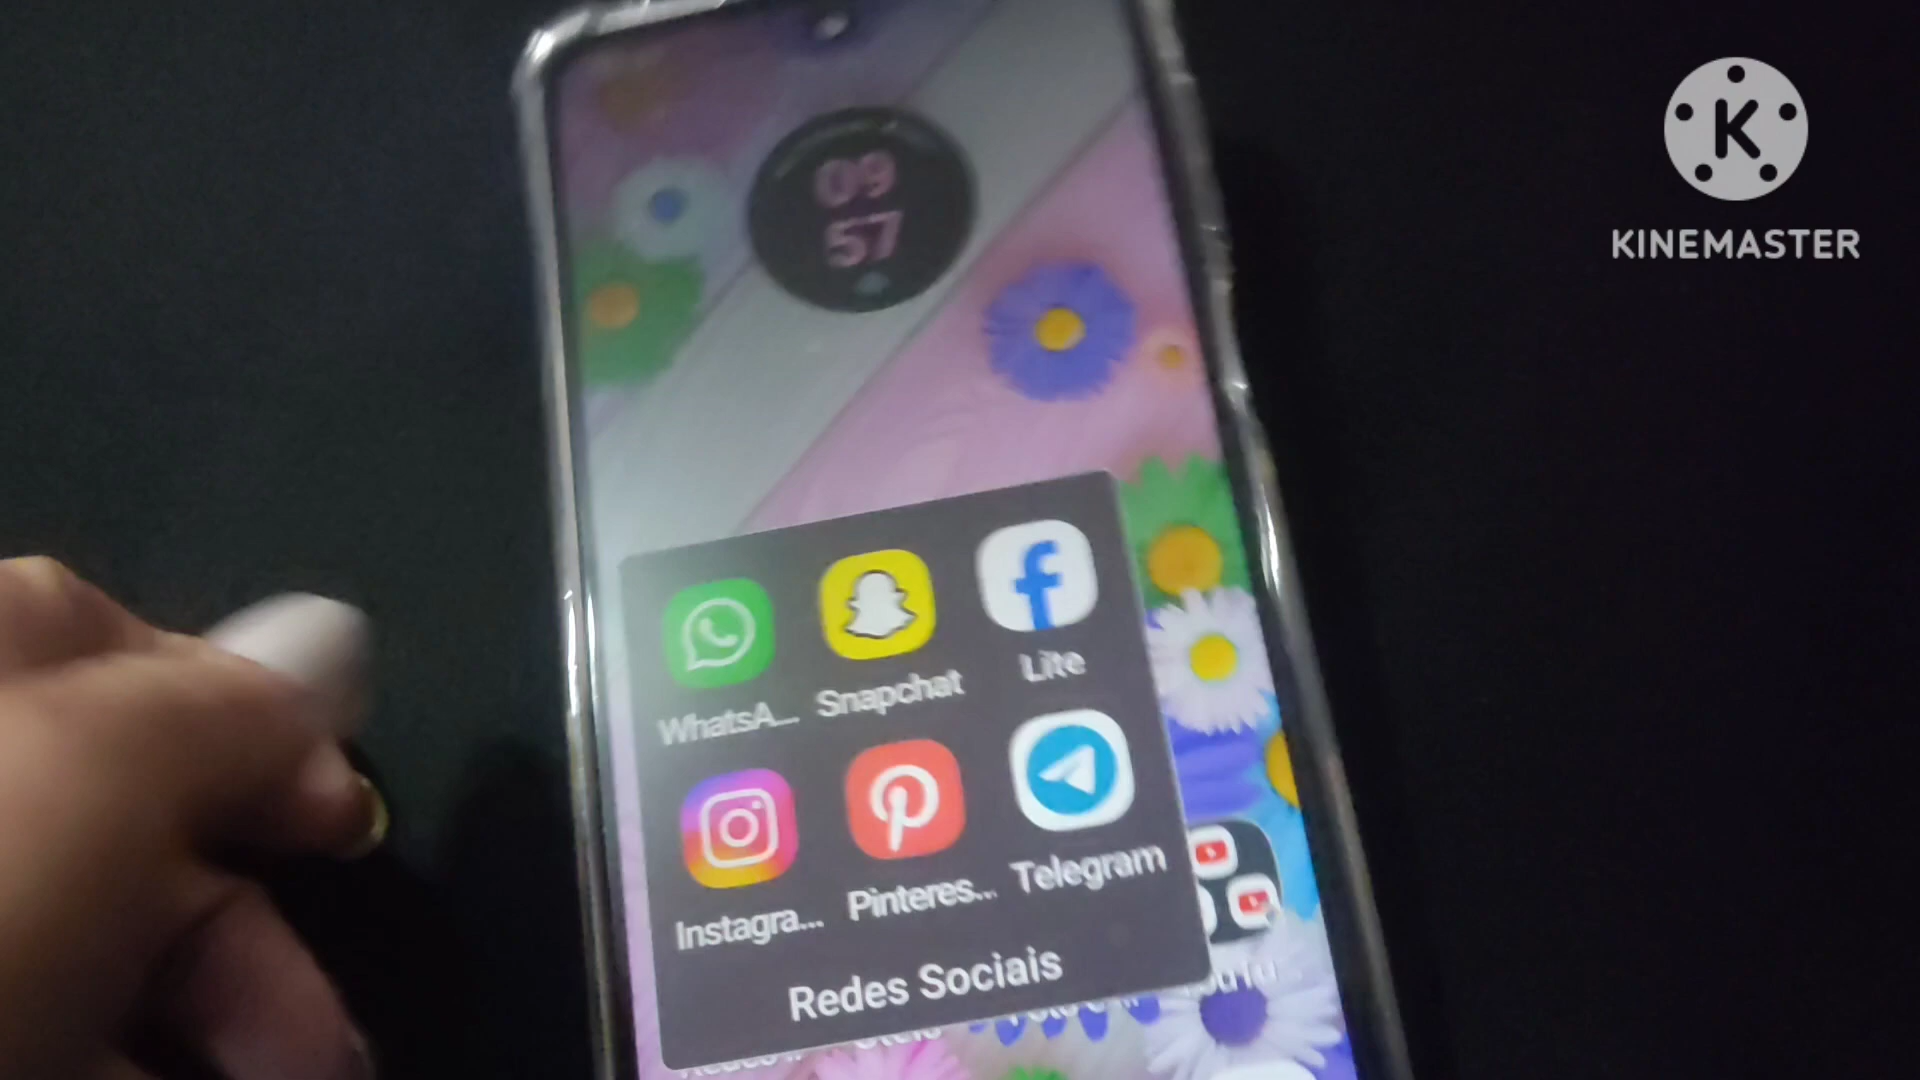 K
KINEMASTER
09
57
WhatsA... Snapchat Lite
Instagra... Pinteres... Telegram
Redes Sociais